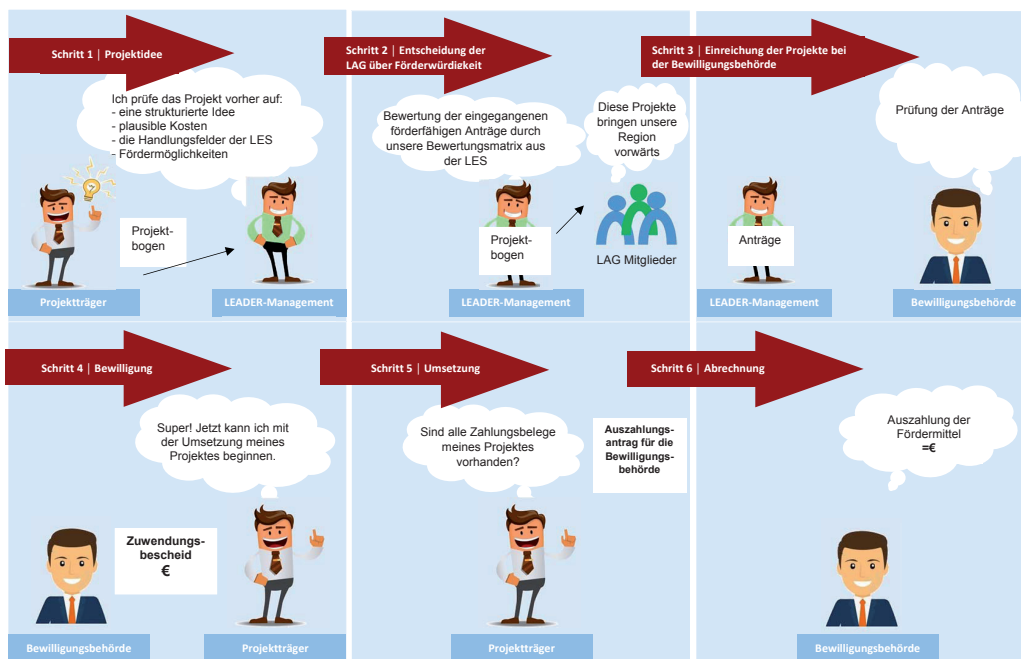 Schritt 1 | Projektidee
Ich prüfe das Projekt vorher auf:
- eine strukturierte Idee
- plausible Kosten
- die Handlungsfelder der LES
- Fördermöglichkeiten
Projekt-
bogen
Projektträger
LEADER-Management
Schritt 2 | Entscheidung der
LAG über Förderwürdiekeit
Bewertung der eingegangenen
förderfähigen Anträge durch
unsere Bewertungsmatrix aus
der LES
Diese Projekte
bringen unsere
Region
vorwärts
Projekt-
bogen
LAG Mitglieder
LEADER-Management
Schritt 3 | Einreichung der Projekte bei
der Bewilligungsbehörde
Prüfung der Anträge
Anträge
LEADER-Management
Bewilligungsbehörde
Schritt 4 | Bewilligung
Super! Jetzt kann ich mit
der Umsetzung meines
Projektes beginnen.
Zuwendungs-
bescheid
€
Bewilligungsbehörde
Projektträger
Schritt 5 | Umsetzung
Sind alle Zahlungsbelege
meines Projektes
vorhanden?
Auszahlungs-
antrag für die
Bewilligungs-
behörde
Projektträger
Schritt 6 | Abrechnung
Auszahlung der
Fördermittel
=€
Bewilligungsbehörde